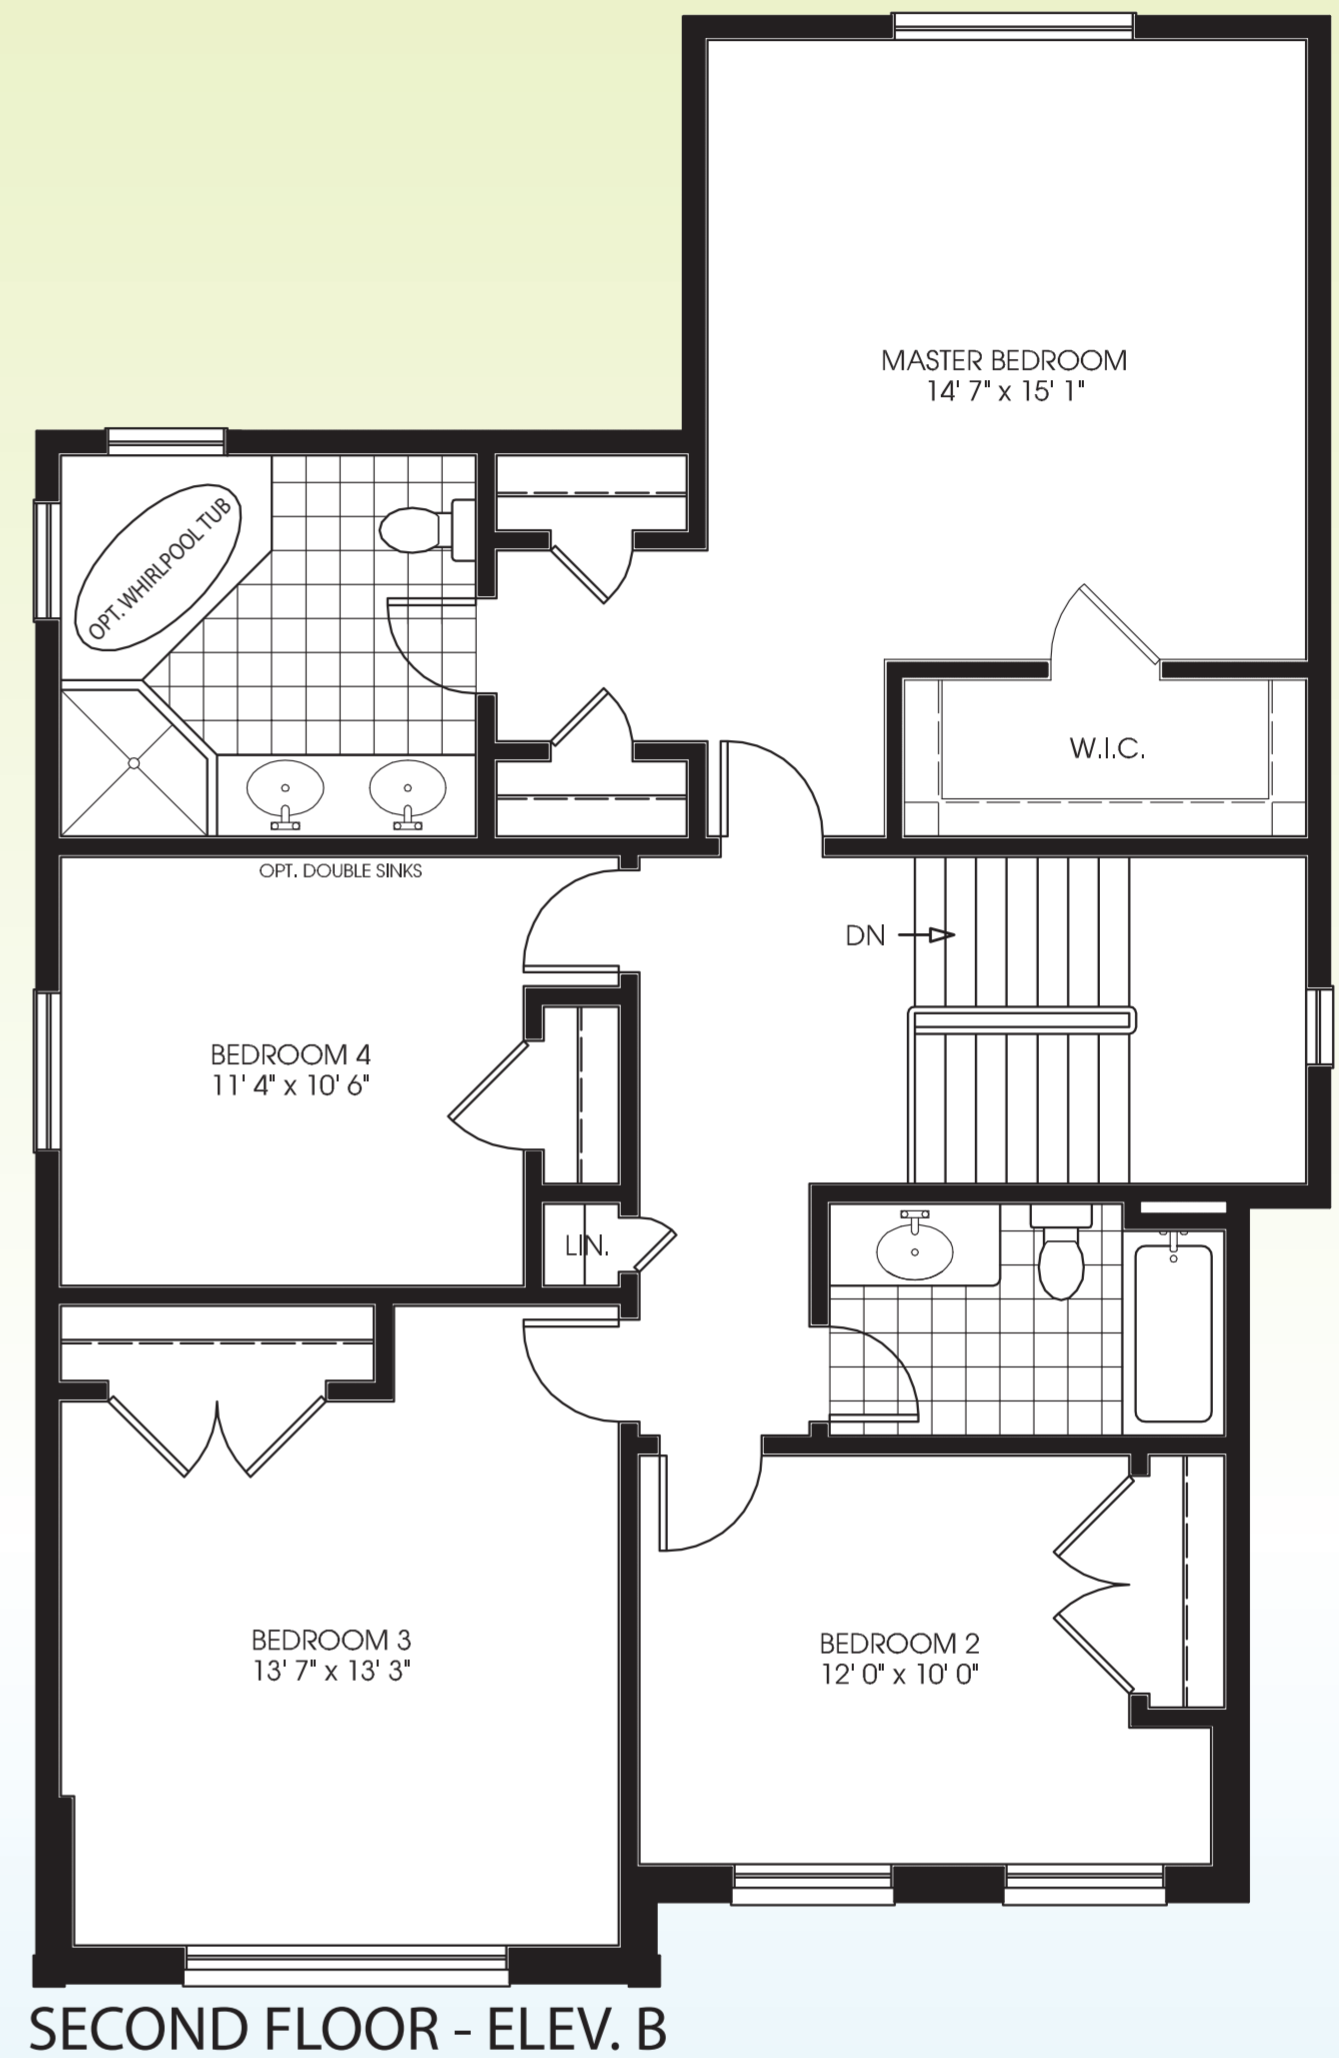 MASTER BEDROOM
14' 7" x 15' 1"
OPT. WHIRLPOOL TUB
W.I.C.
OPT. DOUBLE SINKS
DN
BEDROOM 4
11' 4" x 10' 6"
LIN.
BEDROOM 3
13' 7" x 13' 3"
BEDROOM 2
12' 0" x 10' 0"
SECOND FLOOR - ELEV. B